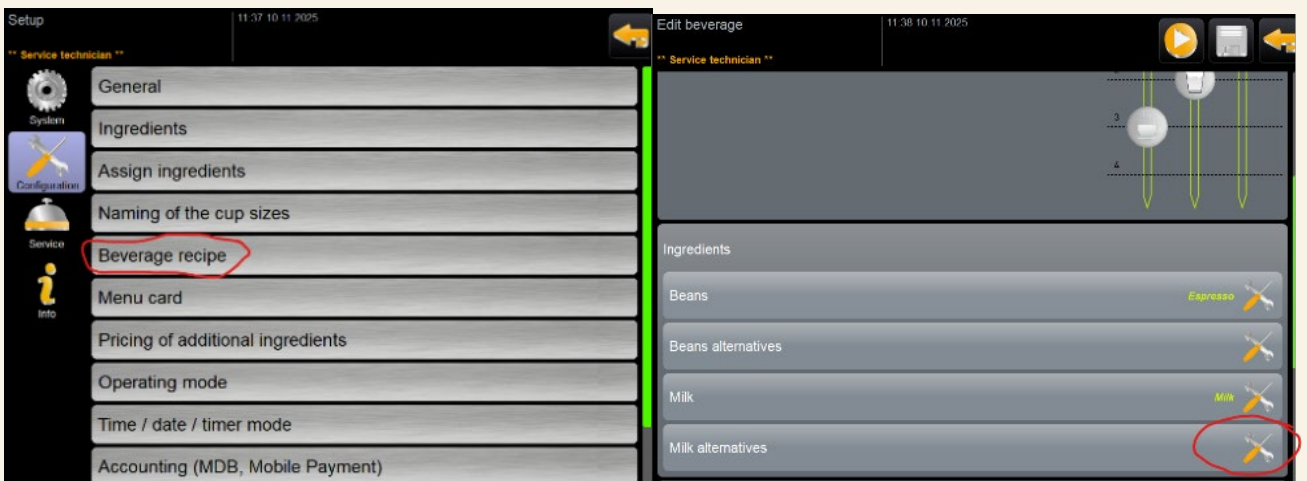 Setup
11:37 10 11 2025
** Service technician **
System
Configuration
Service
Info
General
Ingredients
Assign ingredients
Naming of the cup sizes
Beverage recipe
Menu card
Pricing of additional ingredients
Operating mode
Time / date / timer mode
Accounting (MDB, Mobile Payment)
Edit beverage
11:38 10 11 2025
** Service technician **
3
4
Ingredients
Beans
Espresso
Beans alternatives
Milk
Milk
Milk alternatives